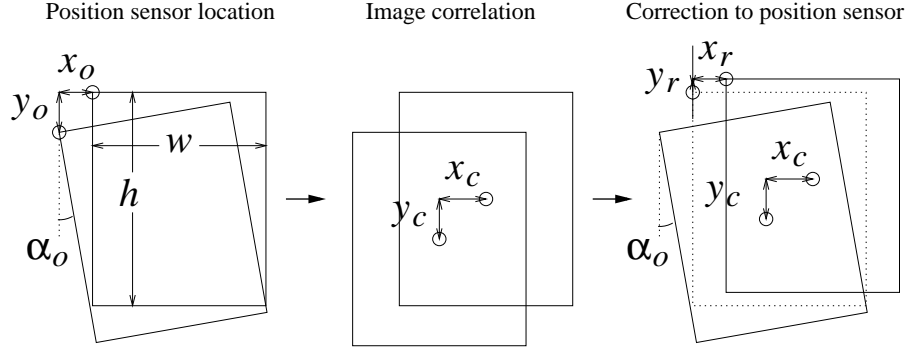 Position sensor location
Image correlation
Correction to position sensor
x_o
y_o
w
h
α_o
x_c
y_c
x_r
y_r
x_c
y_c
α_o